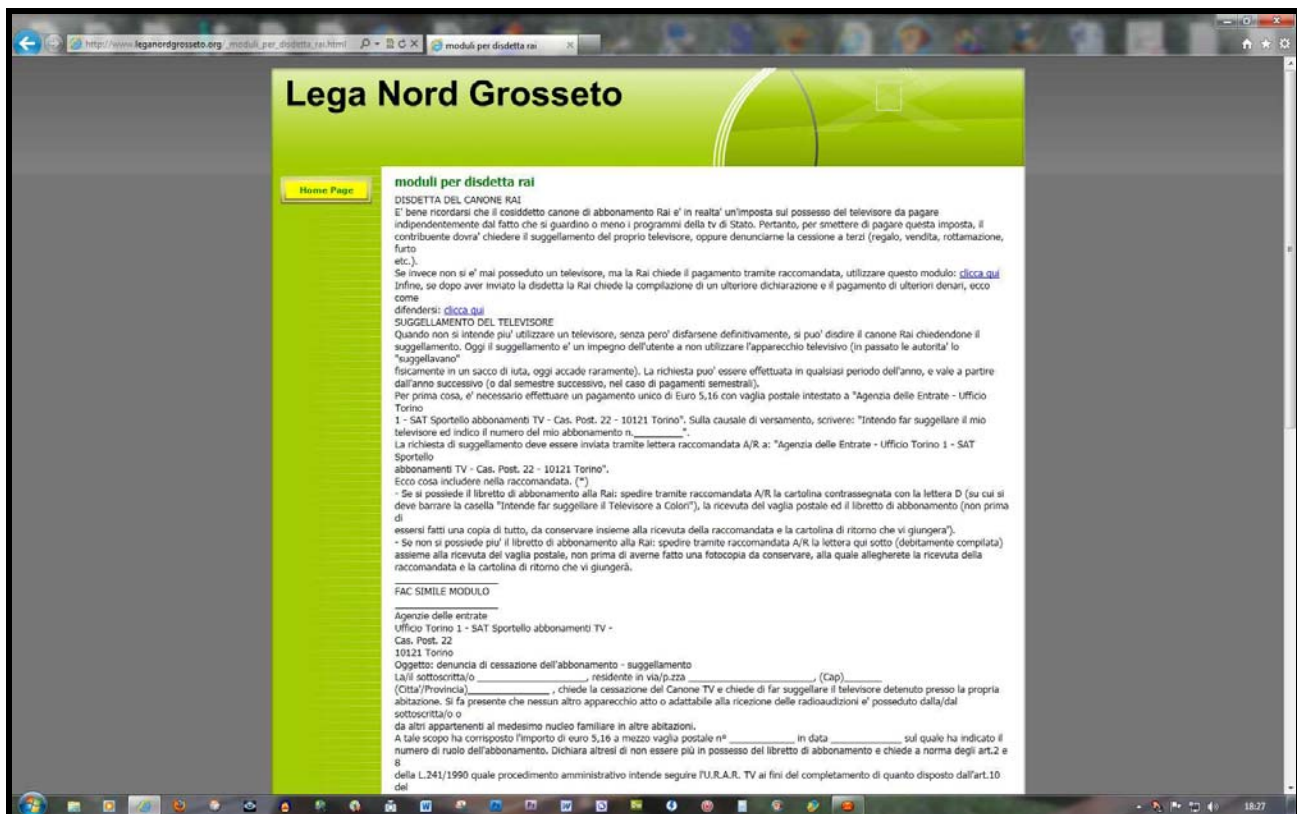 http://www.leganordgrosseto.org/_moduli_per_disdetta_rai.html
moduli per disdetta rai
Lega Nord Grosseto
Home Page
moduli per disdetta rai
DISDETTA DEL CANONE RAI
E' bene ricordarsi che il cosiddetto canone di abbonamento Rai e' in realta' un'imposta sul possesso del televisore da pagare
indipendentemente dal fatto che si guardino o meno i programmi della tv di Stato. Pertanto, per smettere di pagare questa imposta, il
contribuente dovra' chiedere il suggellamento del proprio televisore, oppure denunciarne la cessione a terzi (regalo, vendita, rottamazione,
furto
etc.).
Se invece non si e' mai posseduto un televisore, ma la Rai chiede il pagamento tramite raccomandata, utilizzare questo modulo: clicca qui
Infine, se dopo aver inviato la disdetta la Rai chiede la compilazione di un ulteriore dichiarazione e il pagamento di ulteriori denari, ecco
come
difendersi: clicca qui
SUGGELLAMENTO DEL TELEVISORE
Quando non si intende piu' utilizzare un televisore, senza pero' disfarsene definitivamente, si puo' disdire il canone Rai chiedendone il
suggellamento. Oggi il suggellamento e' un impegno dell'utente a non utilizzare l'apparecchio televisivo (in passato le autorita' lo
"suggellavano"
fisicamente in un sacco di iuta, oggi accade raramente). La richiesta puo' essere effettuata in qualsiasi periodo dell'anno, e vale a partire
dall'anno successivo (o dal semestre successivo, nel caso di pagamenti semestrali).
Per prima cosa, e' necessario effettuare un pagamento unico di Euro 5,16 con vaglia postale intestato a "Agenzia delle Entrate - Ufficio
Torino
1 - SAT Sportello abbonamenti TV - Cas. Post. 22 - 10121 Torino". Sulla causale di versamento, scrivere: "Intendo far suggellare il mio
televisore ed indico il numero del mio abbonamento n.________".
La richiesta di suggellamento deve essere inviata tramite lettera raccomandata A/R a: "Agenzia delle Entrate - Ufficio Torino 1 - SAT
Sportello
abbonamenti TV - Cas. Post. 22 - 10121 Torino".
Ecco cosa includere nella raccomandata. (*)
- Se si possiede il libretto di abbonamento alla Rai: spedire tramite raccomandata A/R la cartolina contrassegnata con la lettera D (su cui si
deve barrare la casella "Intende far suggellare il Televisore a Colori"), la ricevuta del vaglia postale ed il libretto di abbonamento (non prima
di
essersi fatti una copia di tutto, da conservare insieme alla ricevuta della raccomandata e la cartolina di ritorno che vi giungera').
- Se non si possiede piu' il libretto di abbonamento alla Rai: spedire tramite raccomandata A/R la lettera qui sotto (debitamente compilata)
assieme alla ricevuta del vaglia postale, non prima di averne fatto una fotocopia da conservare, alla quale allegherete la ricevuta della
raccomandata e la cartolina di ritorno che vi giungerà.
______________
FAC SIMILE MODULO
______________
Agenzie delle entrate
Ufficio Torino 1 - SAT Sportello abbonamenti TV -
Cas. Post. 22
10121 Torino
Oggetto: denuncia di cessazione dell'abbonamento - suggellamento
La/il sottoscritta/o _______________, residente in via/p.zza _________________, (Cap)_____
(Citta'/Provincia)___________ , chiede la cessazione del Canone TV e chiede di far suggellare il televisore detenuto presso la propria
abitazione. Si fa presente che nessun altro apparecchio atto o adattabile alla ricezione delle radioaudizioni e' posseduto dalla/dal
sottoscritta/o o
da altri appartenenti al medesimo nucleo familiare in altre abitazioni.
A tale scopo ha corrisposto l'importo di euro 5,16 a mezzo vaglia postale nº _________ in data __________ sul quale ha indicato il
numero di ruolo dell'abbonamento. Dichiara altresì di non essere più in possesso del libretto di abbonamento e chiede a norma degli art.2 e
8
della L.241/1990 quale procedimento amministrativo intende seguire l'U.R.A.R. TV ai fini del completamento di quanto disposto dall'art.10
del
18:27